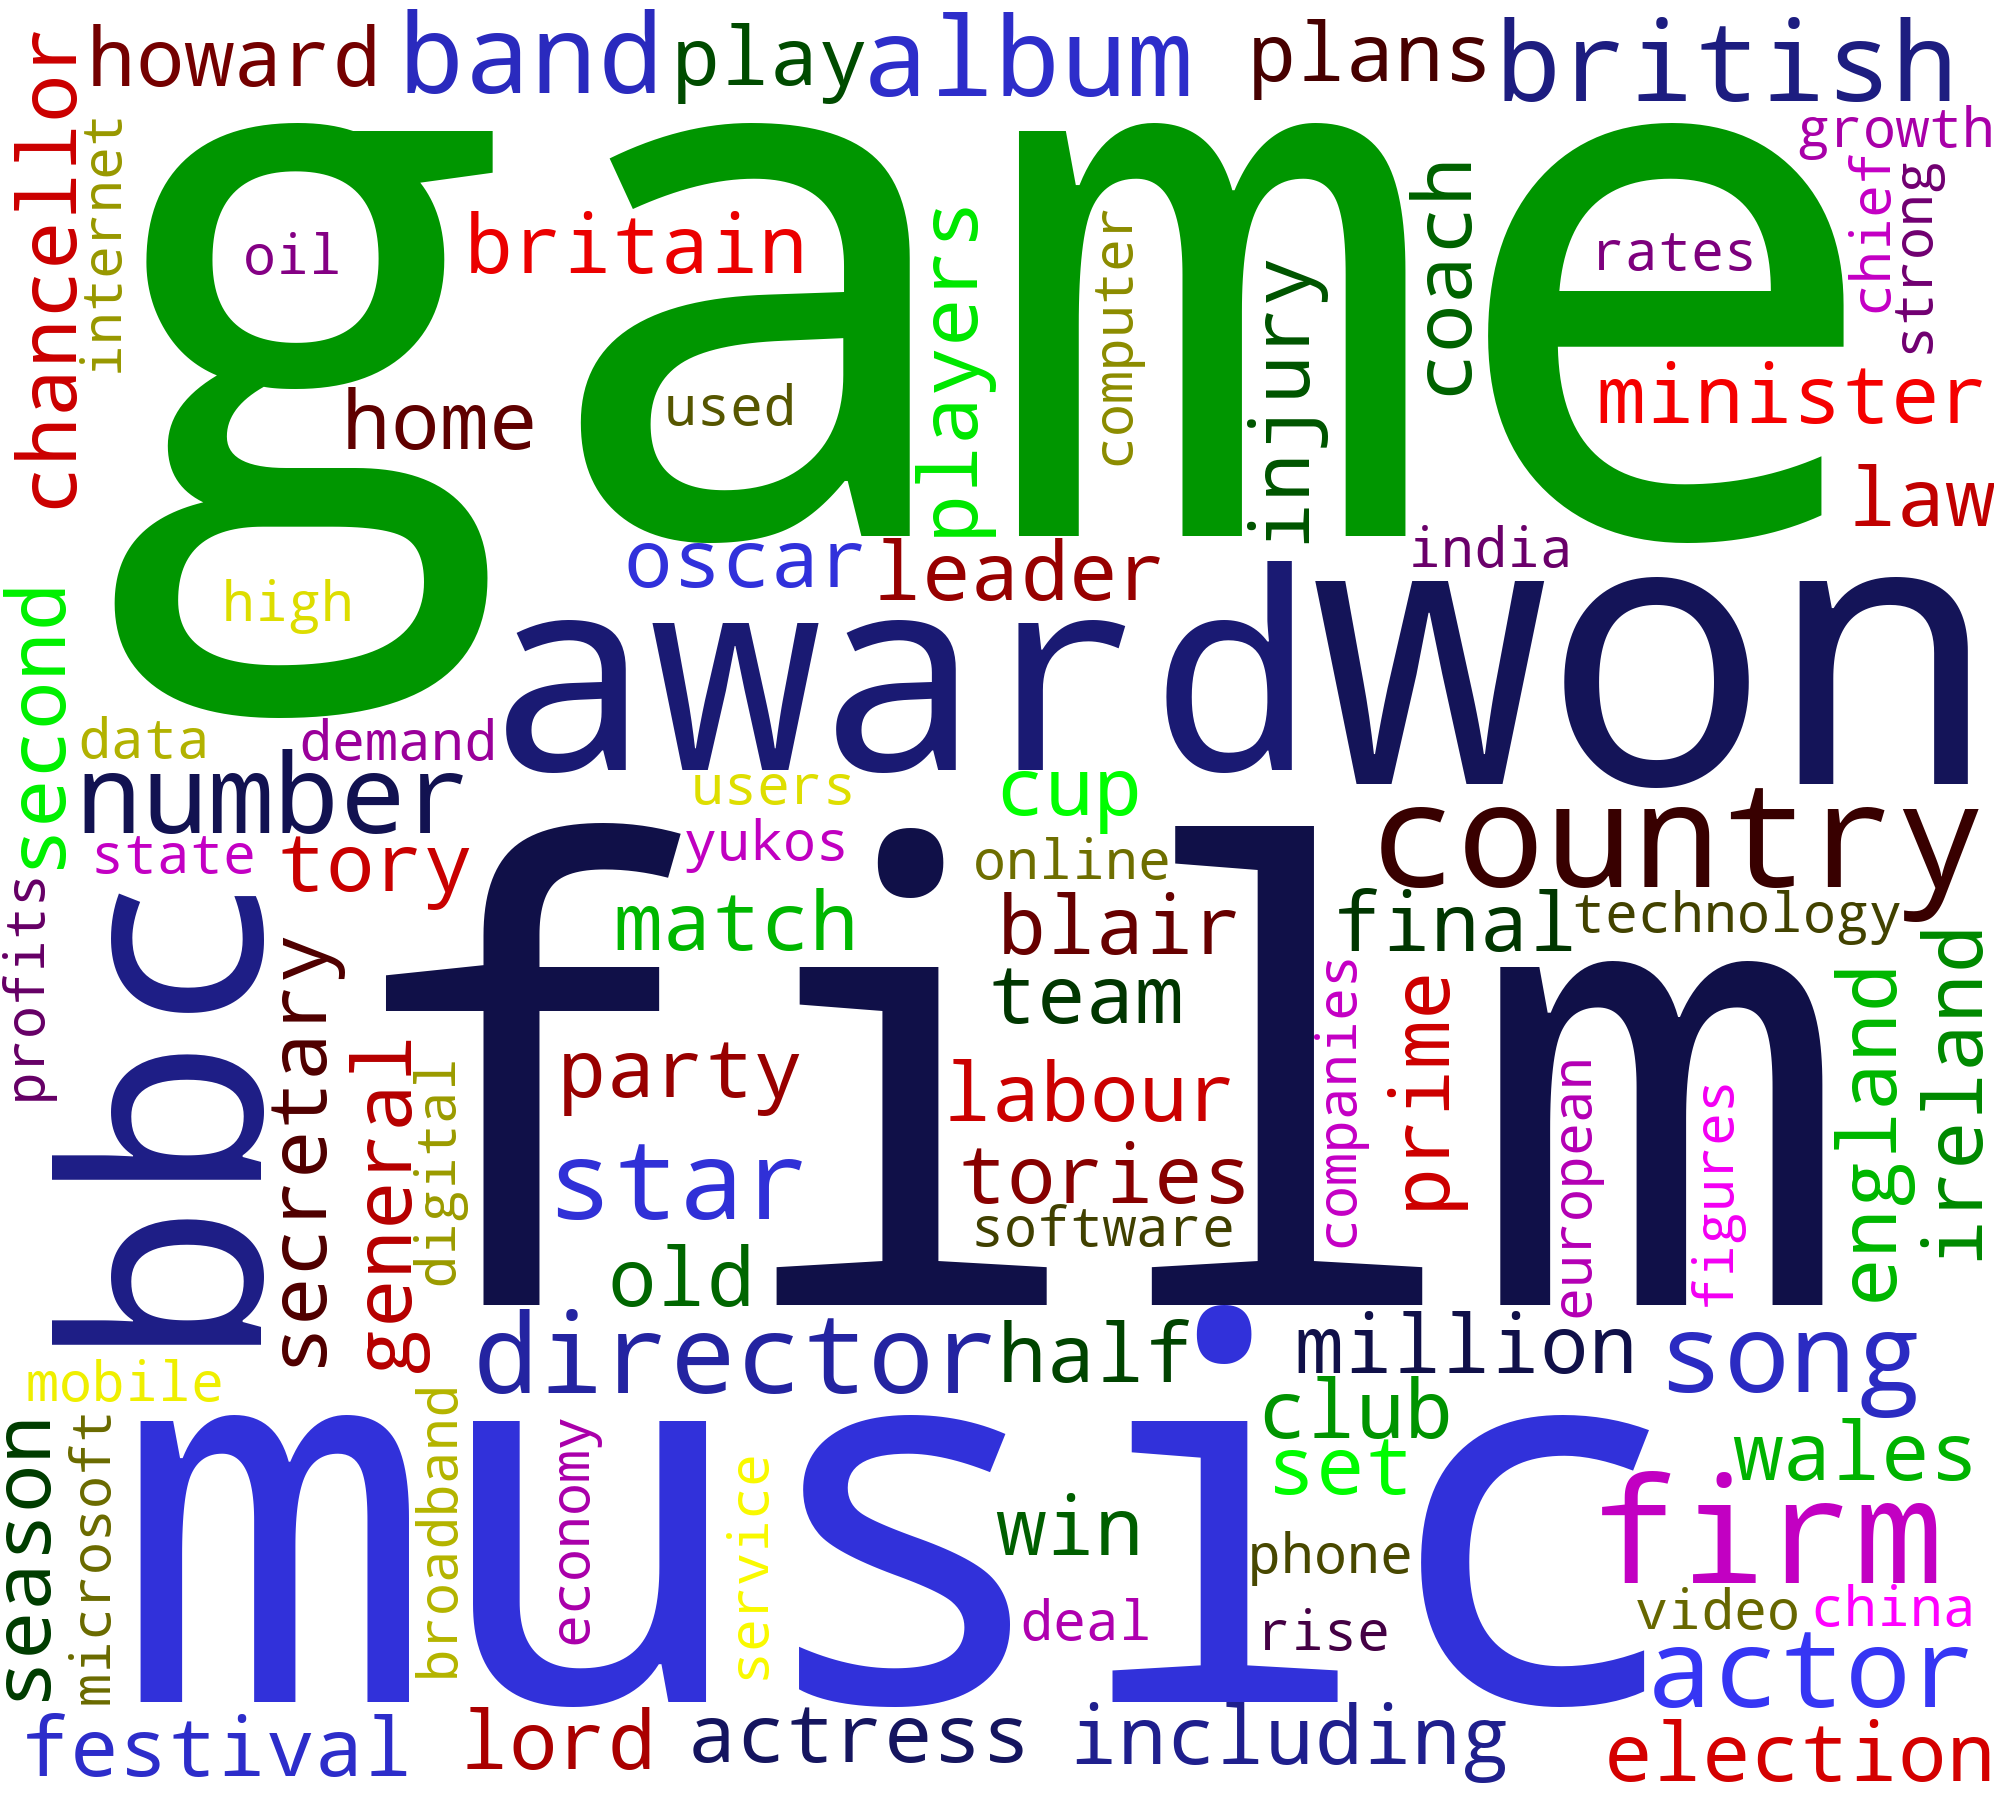 howard
band
play
album
plans
british
chancellor
internet
game
growth
chief
strong
oil
britain
players
computer
injury
coach
rates
home
used
minister
law
oscar
leader
india
high
second
award
won
data
demand
number
users
cup
country
state
tory
yukos
online
bbc
film
match
blair
final
technology
profits
secretary
team
companies
prime
england
ireland
general
digital
party
labour
european
figures
star
tories
software
old
director
half
million
song
mobile
music
club
season
microsoft
broadband
economy
service
set
wales
win
firm
phone
deal
rise
video
china
actor
festival
lord
actress
including
election